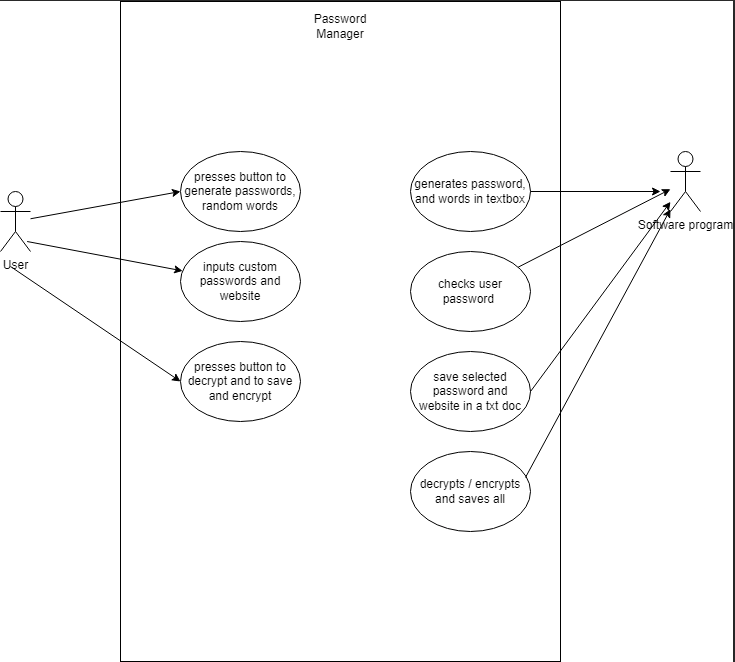 Password
Manager
presses button to
generate passwords,
random words
generates password,
and words in textbox
Software program
User
inputs custom
passwords and
website
checks user
password
presses button to
decrypt and to save
and encrypt
save selected
password and
website in a txt doc
decrypts / encrypts
and saves all